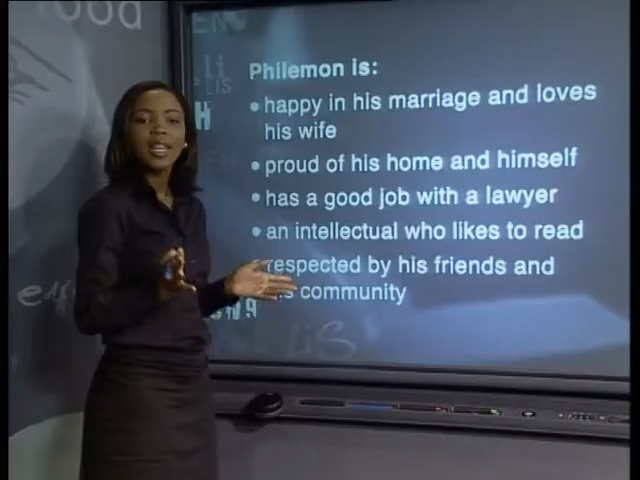 food
Philemon is:
• happy in his marriage and loves
his wife
• proud of his home and himself
• has a good job with a lawyer
• an intellectual who likes to read
respected by his friends and
community